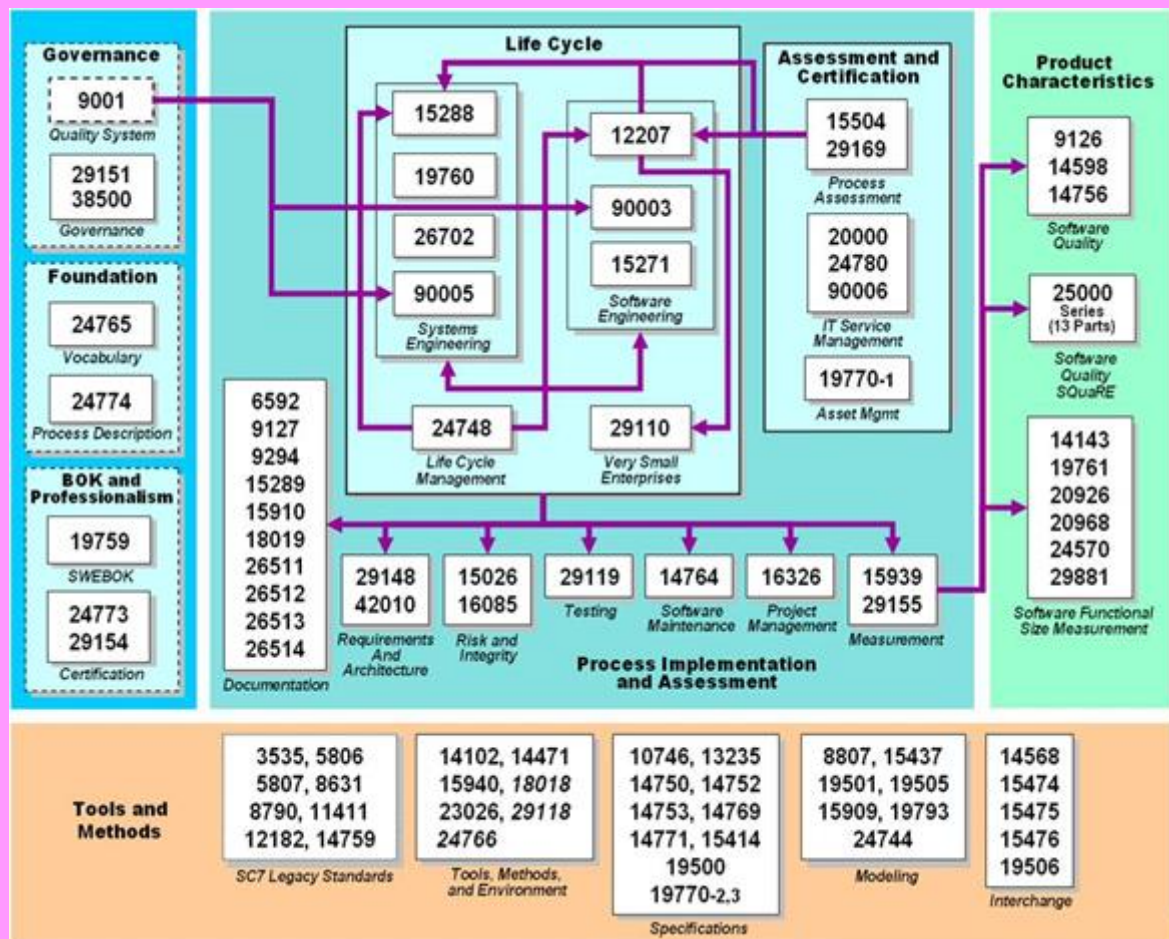 Governance
9001
Quality System
29151
38500
Governance
Foundation
24765
Vocabulary
24774
Process Description
BOK and
Professionalism
19759
SWEBOK
24773
29154
Certification
Life Cycle
15288
19760
26702
90005
Systems
Engineering
12207
90003
15271
Software
Engineering
24748
Life Cycle
Management
29110
Very Small
Enterprises
Assessment and
Certification
15504
29169
Process
Assessment
20000
24780
90006
IT Service
Management
19770-1
Asset Mgmt
6592
9127
9294
15289
15910
18019
26511
26512
26513
26514
Documentation
29148
42010
Requirements
And
Architecture
15026
16085
Risk and
Integrity
29119
Testing
14764
Software
Maintenance
16326
Project
Management
15939
29155
Measurement
Process Implementation
and Assessment
Product
Characteristics
9126
14598
14756
Software
Quality
25000
Series
(13 Parts)
Software
Quality
SQuaRE
14143
19761
20926
20968
24570
29881
Software Functional
Size Measurement
Tools and
Methods
3535, 5806
5807, 8631
8790, 11411
12182, 14759
SC7 Legacy Standards
14102, 14471
15940, 18018
23026, 29118
24766
Tools, Methods,
and Environment
10746, 13235
14750, 14752
14753, 14769
14771, 15414
19500
19770-2,3
Specifications
8807, 15437
19501, 19505
15909, 19793
24744
Modeling
14568
15474
15475
15476
19506
Interchange